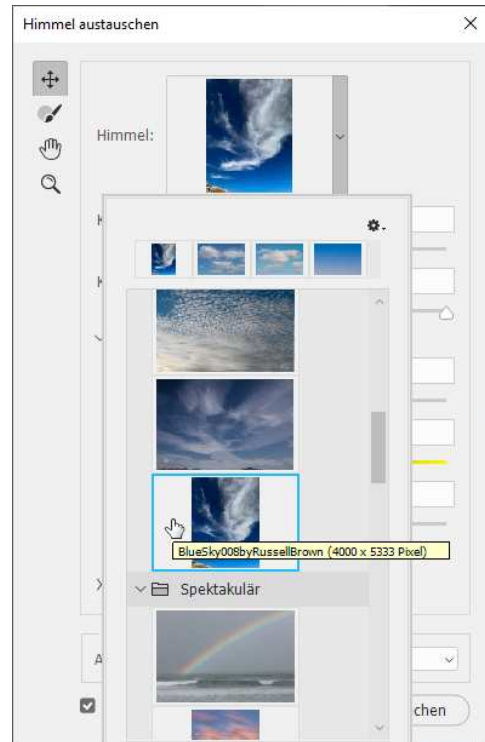 Himmel austauschen
Himmel:
K
K
BlueSky008byRussellBrown (4000 x 5333 Pixel)
Spektakulär
A
chen